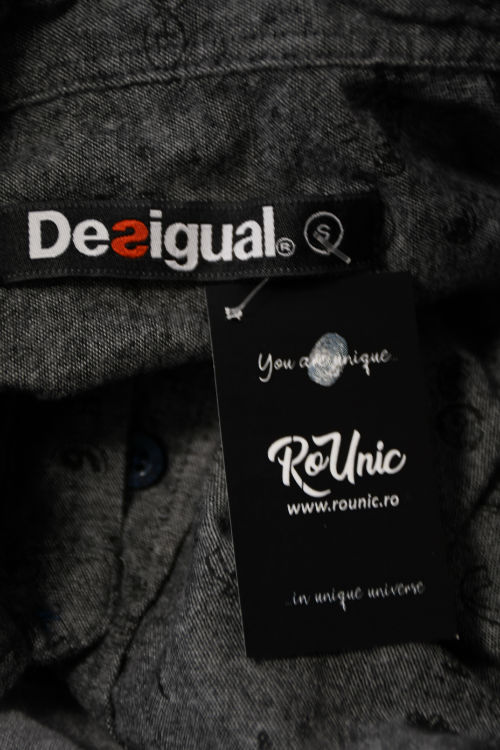 Desigual®
S
You are unique..
RoUnic
www.rounic.ro
..in unique universe